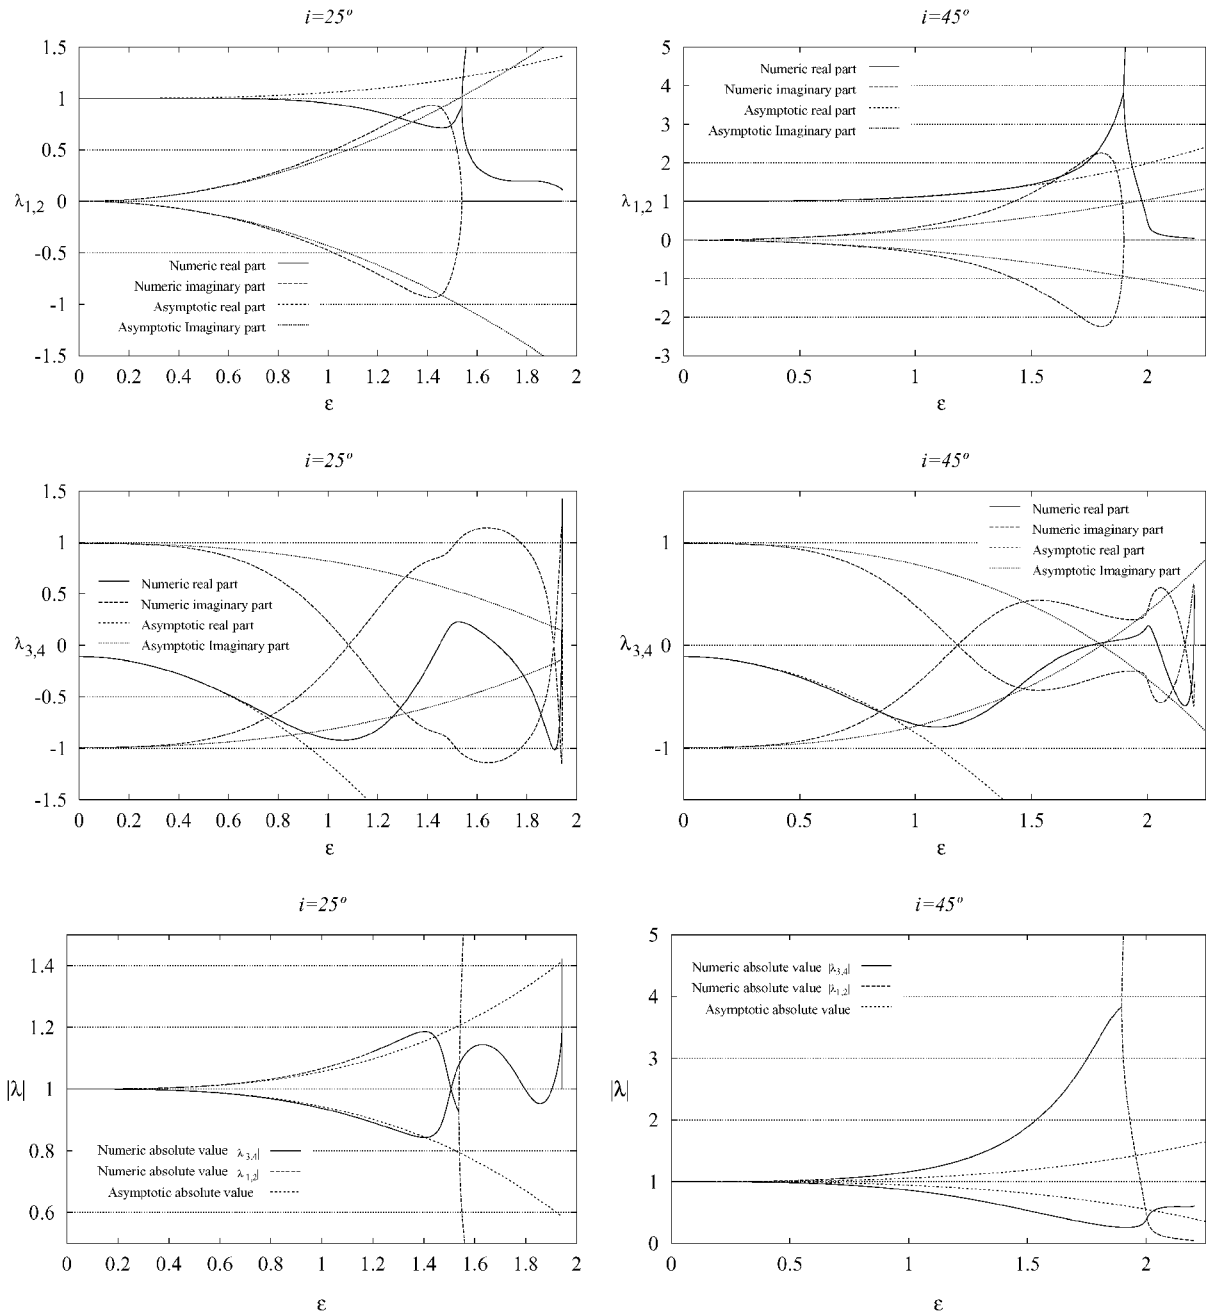 i=25º
1.5
1
0.5
0
-0.5
-1
-1.5
λ1,2
Numeric real part
Numeric imaginary part
Asymptotic real part
Asymptotic Imaginary part
0 0.2 0.4 0.6 0.8 1 1.2 1.4 1.6 1.8 2
ε
i=45º
5
4
3
2
1
0
-1
-2
-3
λ1,2
Numeric real part
Numeric imaginary part
Asymptotic real part
Asymptotic Imaginary part
0 0.5 1 1.5 2
ε
i=25º
1.5
1
0.5
0
-0.5
-1
-1.5
λ3,4
Numeric real part
Numeric imaginary part
Asymptotic real part
Asymptotic Imaginary part
0 0.2 0.4 0.6 0.8 1 1.2 1.4 1.6 1.8 2
ε
i=45º
1
0
-1
λ3,4
Numeric real part
Numeric imaginary part
Asymptotic real part
Asymptotic Imaginary part
0 0.5 1 1.5 2
ε
i=25º
1.4
1.2
1
0.8
0.6
|λ|
Numeric absolute value λ3,4|
Numeric absolute value λ1,2|
Asymptotic absolute value
0 0.2 0.4 0.6 0.8 1 1.2 1.4 1.6 1.8 2
ε
i=45º
5
4
3
2
1
0
|λ|
Numeric absolute value |λ3,4|
Numeric absolute value |λ1,2|
Asymptotic absolute value
0 0.5 1 1.5 2
ε